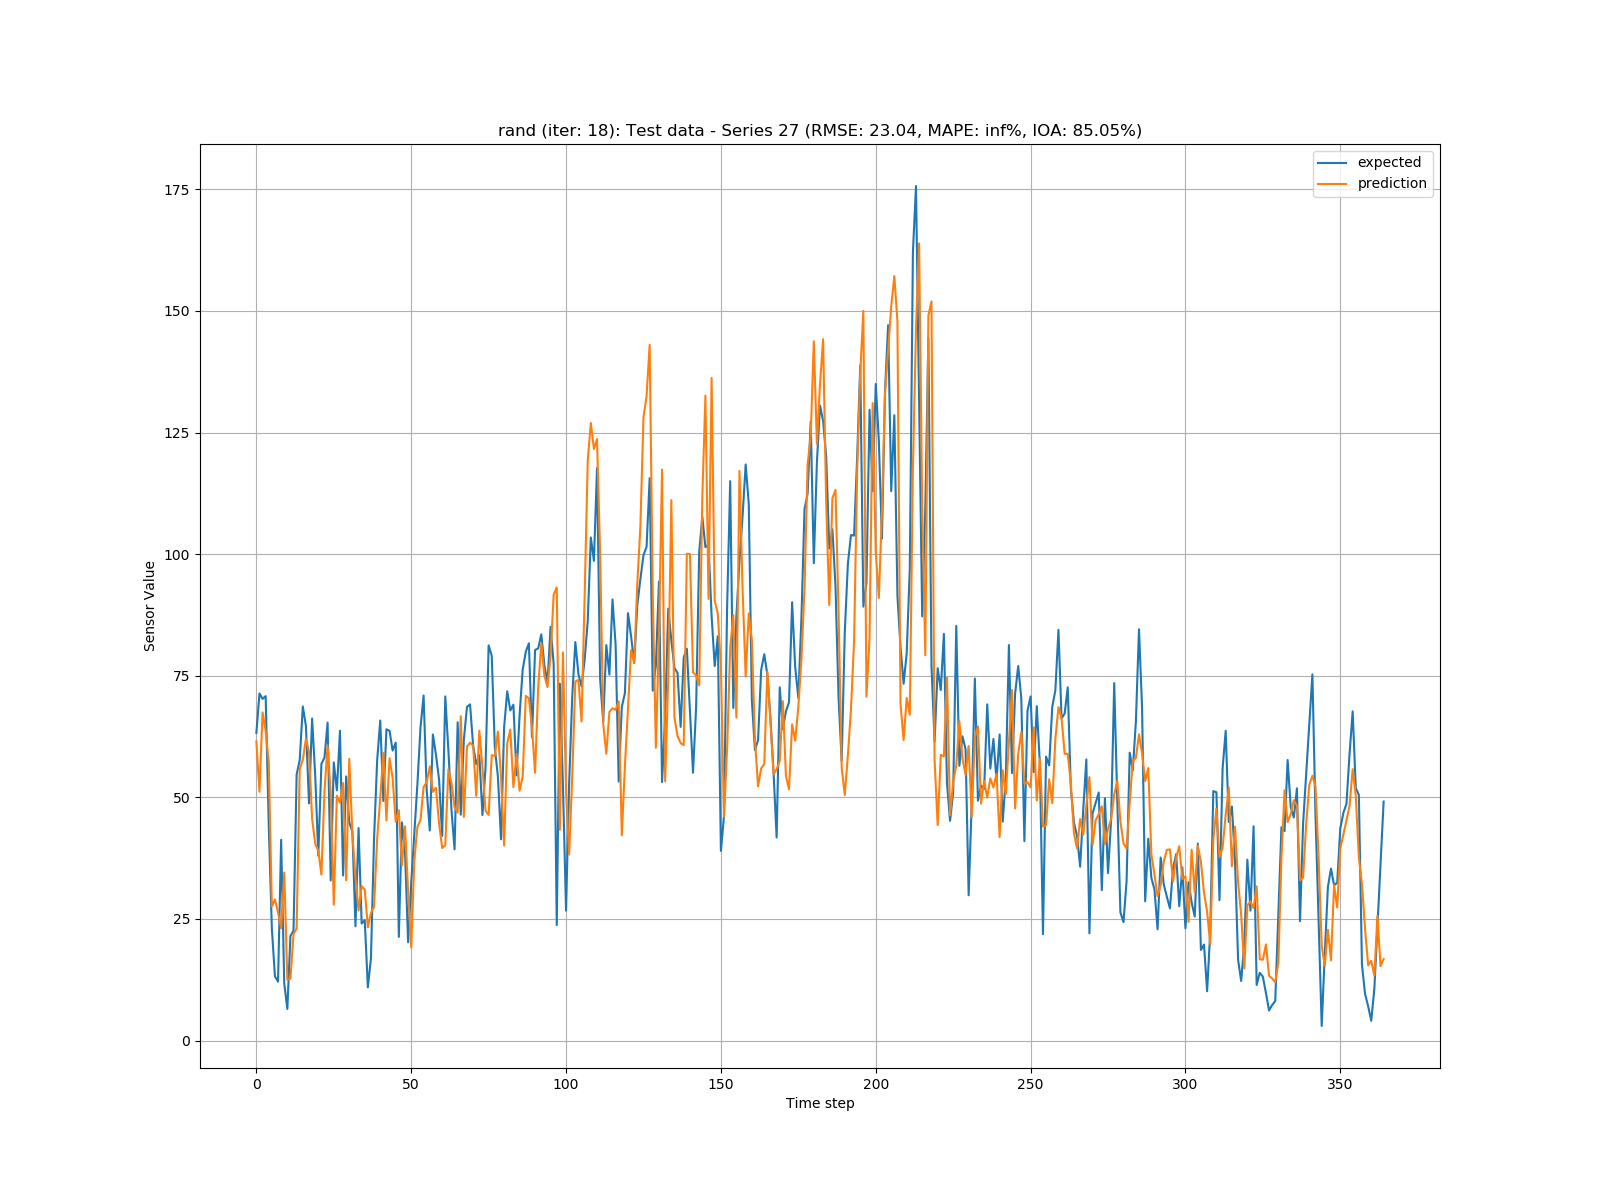 rand (iter: 18): Test data - Series 27 (RMSE: 23.04, MAPE: inf%, IOA: 85.05%)
expected
prediction
175
150
125
100
75
50
25
0
Sensor Value
0 50 100 150 200 250 300 350
Time step